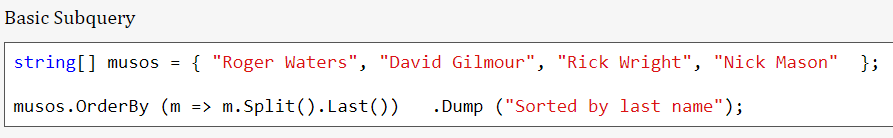 Basic Subquery
string[] musos = { "Roger Waters", "David Gilmour", "Rick Wright", "Nick Mason"  };
musos.OrderBy (m => m.Split().Last())   .Dump ("Sorted by last name");